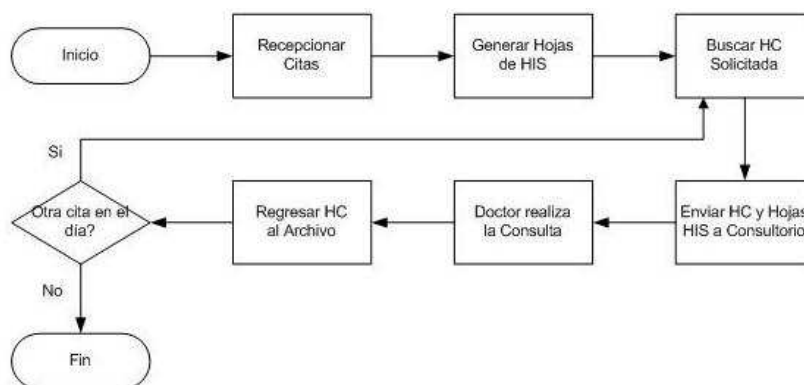 Inicio
Recepcionar
Citas
Generar Hojas
de HIS
Buscar HC
Solicitada
Si
Otra cita en el
día?
Regresar HC
al Archivo
Doctor realiza
la Consulta
Enviar HC y Hojas
HIS a Consultorio
No
Fin